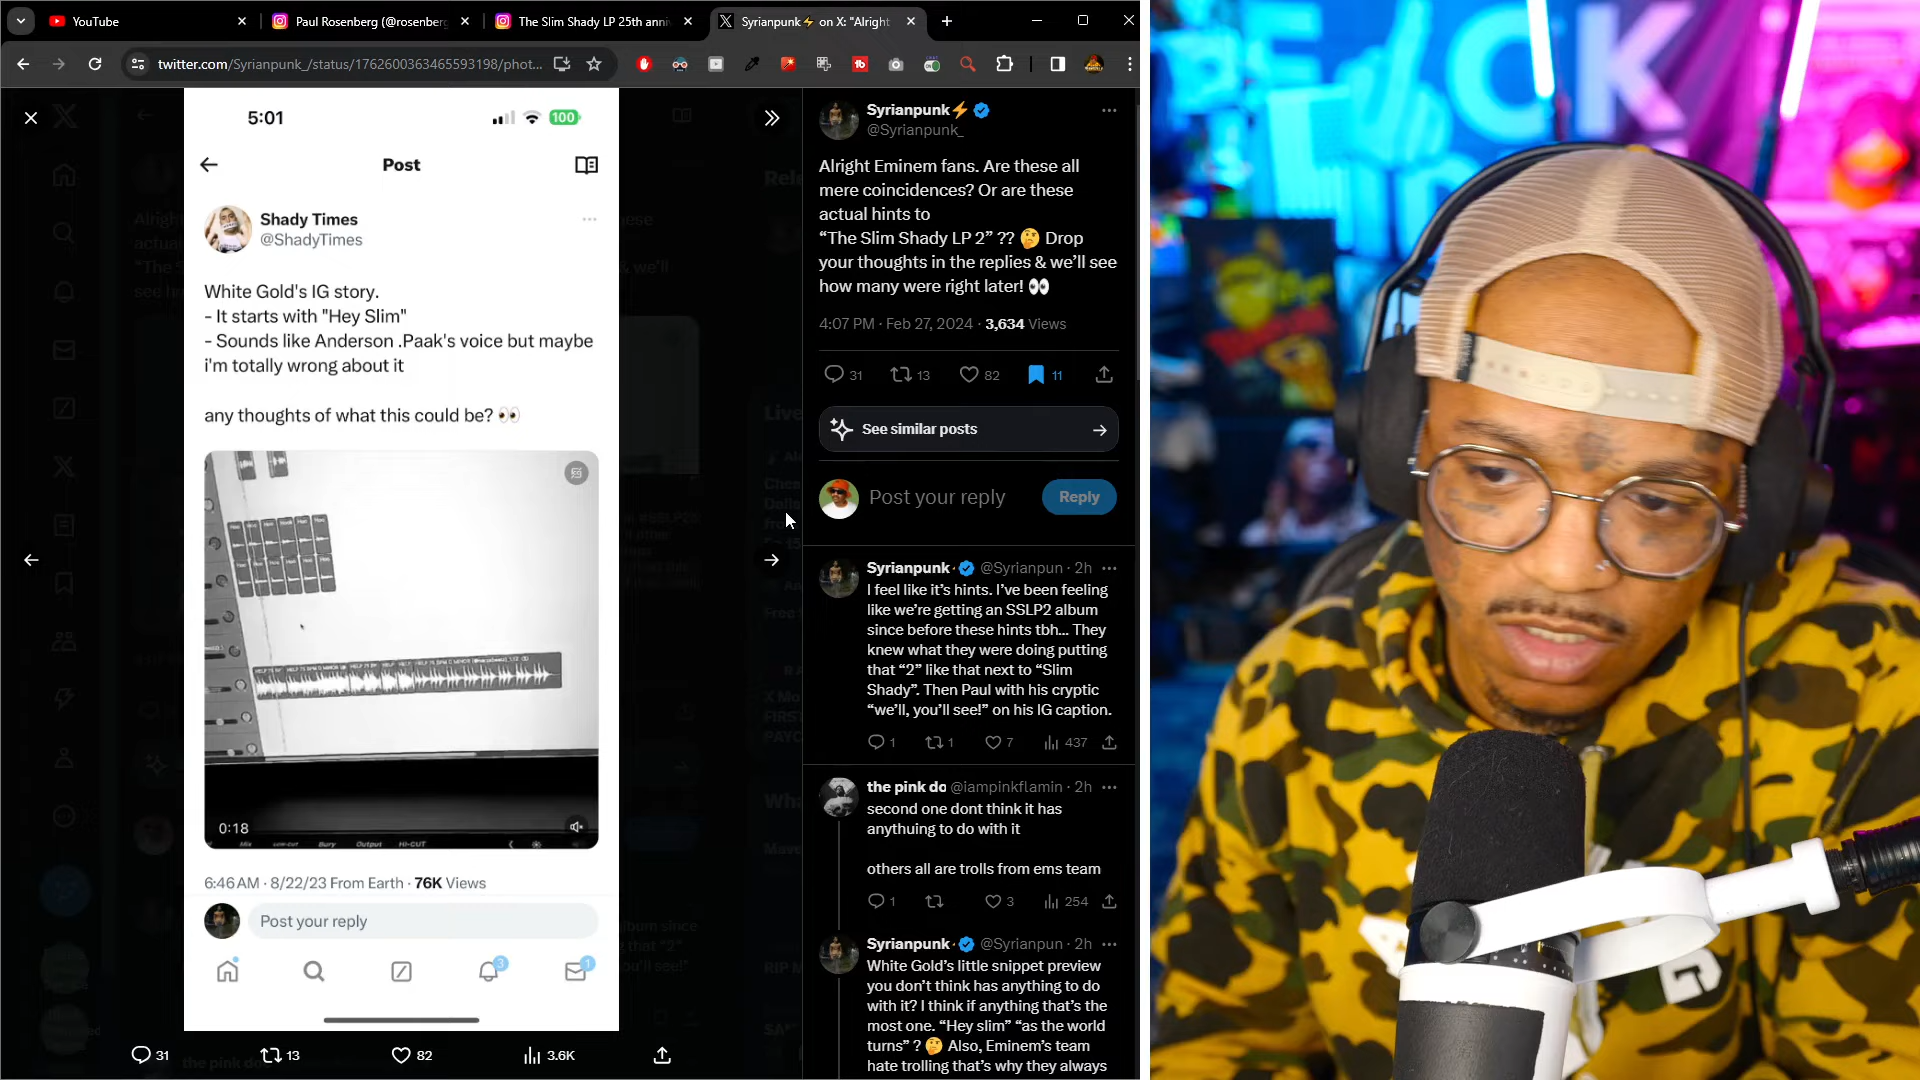 YouTube
Paul Rosenberg (@rosenberg
The Slim Shady LP 25th anni
Syrianpunk⚡ on X: "Alright
twitter.com/Syrianpunk_/status/1762600363465593198/phot...
5:01
100
Post
Shady Times
@ShadyTimes
White Gold's IG story.
- It starts with "Hey Slim"
- Sounds like Anderson .Paak's voice but maybe
i'm totally wrong about it
any thoughts of what this could be? 👀
0:18
Mix Low-cut Bury Output Hi-CUT
6:46 AM · 8/22/23 From Earth · 76K Views
Post your reply
3
1
31
13
82
3.6K
Syrianpunk⚡
@Syrianpunk_
Alright Eminem fans. Are these all
mere coincidences? Or are these
actual hints to
“The Slim Shady LP 2” ?? 🤔 Drop
your thoughts in the replies & we’ll see
how many were right later! 👀
4:07 PM · Feb 27, 2024 · 3,634 Views
31
13
82
11
See similar posts
Post your reply
Reply
Syrianpunk @Syrianpun · 2h
I feel like it’s hints. I’ve been feeling
like we’re getting an SSLP2 album
since before these hints tbh... They
knew what they were doing putting
that “2” like that next to “Slim
Shady”. Then Paul with his cryptic
“we’ll, you’ll see!” on his IG caption.
1
1
7
437
the pink do @iampinkflamin · 2h
second one dont think it has
anythuing to do with it
others all are trolls from ems team
1
3
254
Syrianpunk @Syrianpun · 2h
White Gold’s little snippet preview
you don’t think has anything to do
with it? I think if anything that’s the
most one. “Hey slim” “as the world
turns” ? 🤔 Also, Eminem’s team
hate trolling that’s why they always